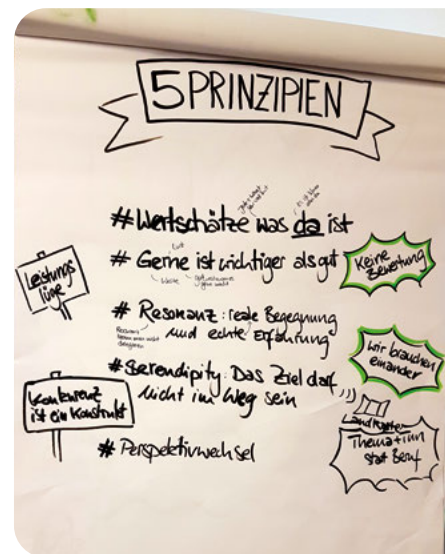 5 PRINZIPIEN
#Wertschätze was da ist
# Gerne ist wichtiger als gut
Keine
Bewertung
Leistungs
lüge
# Resonanz: reale Begegnung
und echte Erfahrung
wir brauchen
einander
#Serendipity: Das Ziel darf
nicht im Weg sein
Konkurrenz
ist ein Konstrukt
Landkarten
Thema + inn
statt Beruf
# Perspektivwechsel